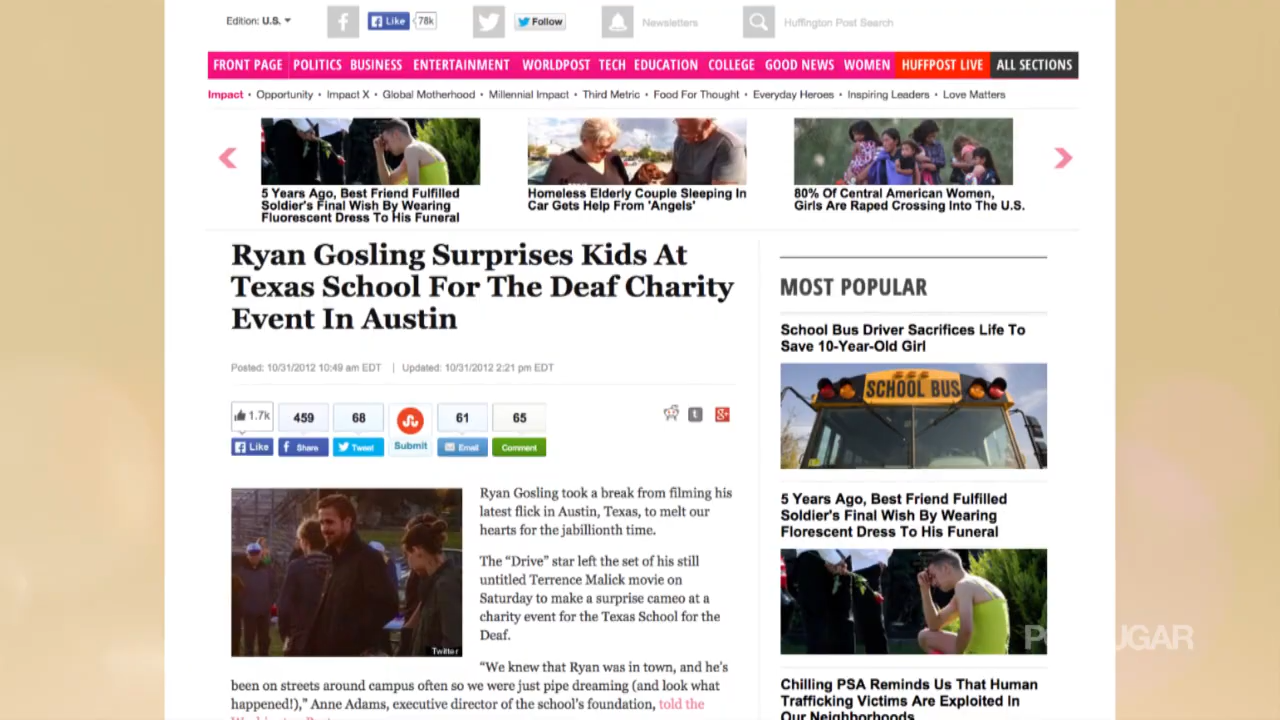 Edition: U.S.
Like
78k
Follow
Newsletters
Huffington Post Search
FRONT PAGE POLITICS BUSINESS ENTERTAINMENT WORLDPOST TECH EDUCATION COLLEGE GOOD NEWS WOMEN HUFFPOST LIVE ALL SECTIONS
Impact • Opportunity • Impact X • Global Motherhood • Millennial Impact • Third Metric • Food For Thought • Everyday Heroes • Inspiring Leaders • Love Matters
5 Years Ago, Best Friend Fulfilled
Soldier's Final Wish By Wearing
Fluorescent Dress To His Funeral
Homeless Elderly Couple Sleeping In
Car Gets Help From 'Angels'
80% Of Central American Women,
Girls Are Raped Crossing Into The U.S.
Ryan Gosling Surprises Kids At
Texas School For The Deaf Charity
Event In Austin
Posted: 10/31/2012 10:49 am EDT | Updated: 10/31/2012 2:21 pm EDT
1.7k
459
68
61
65
Like
Share
Tweet
Submit
Email
Comment
Twitter
Ryan Gosling took a break from filming his
latest flick in Austin, Texas, to melt our
hearts for the jabillionth time.
The “Drive” star left the set of his still
untitled Terrence Malick movie on
Saturday to make a surprise cameo at a
charity event for the Texas School for the
Deaf.
“We knew that Ryan was in town, and he's
been on streets around campus often so we were just pipe dreaming (and look what
happened!),” Anne Adams, executive director of the school's foundation, told the
MOST POPULAR
School Bus Driver Sacrifices Life To
Save 10-Year-Old Girl
SCHOOL BUS
5 Years Ago, Best Friend Fulfilled
Soldier's Final Wish By Wearing
Florescent Dress To His Funeral
Chilling PSA Reminds Us That Human
Trafficking Victims Are Exploited In
Our Neighborhoods